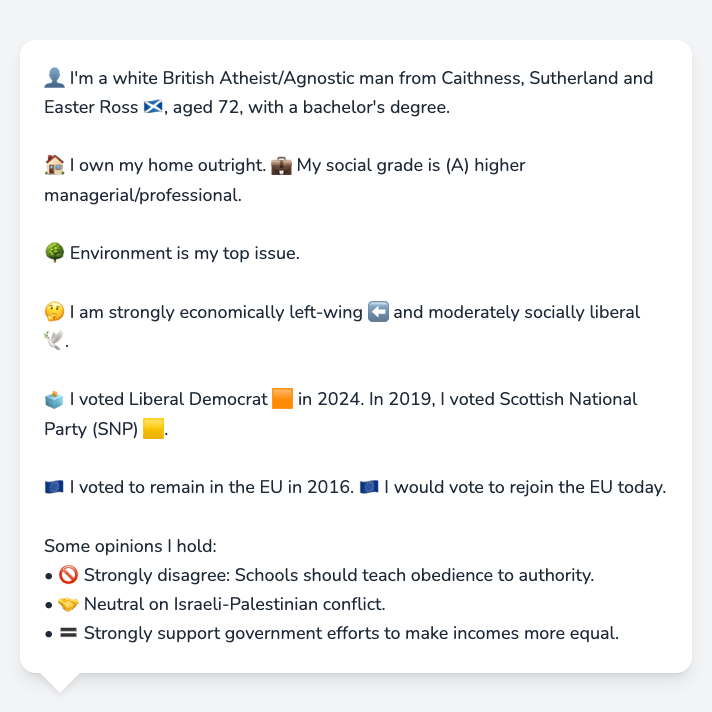 👤 I'm a white British Atheist/Agnostic man from Caithness, Sutherland and
Easter Ross 🏴󠁧󠁢󠁳󠁣󠁴󠁿, aged 72, with a bachelor's degree.
🏠 I own my home outright. 💼 My social grade is (A) higher
managerial/professional.
🌳 Environment is my top issue.
🤔 I am strongly economically left-wing ⬅️ and moderately socially liberal
🕊️.
🗳️ I voted Liberal Democrat 🟧 in 2024. In 2019, I voted Scottish National
Party (SNP) 🟨.
🇪🇺 I voted to remain in the EU in 2016. 🇪🇺 I would vote to rejoin the EU today.
Some opinions I hold:
• 🚫 Strongly disagree: Schools should teach obedience to authority.
• 🤝 Neutral on Israeli-Palestinian conflict.
• 🟰 Strongly support government efforts to make incomes more equal.